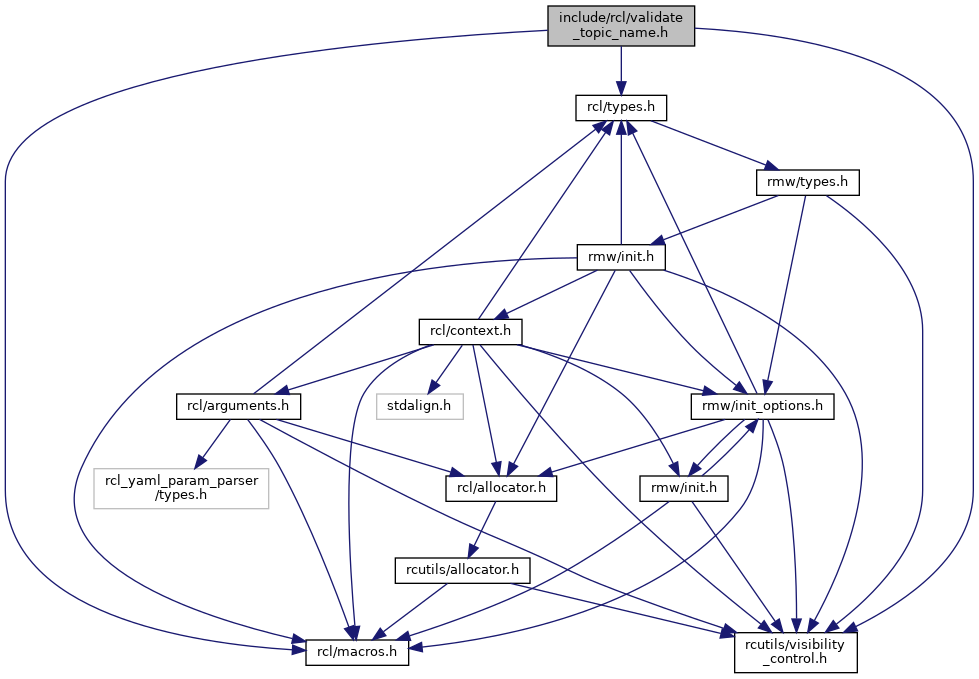 include/rcl/validate
_topic_name.h
rcl/types.h
rmw/types.h
rmw/init.h
rcl/context.h
rcl/arguments.h
stdalign.h
rmw/init_options.h
rcl_yaml_param_parser
/types.h
rcl/allocator.h
rmw/init.h
rcutils/allocator.h
rcl/macros.h
rcutils/visibility
_control.h